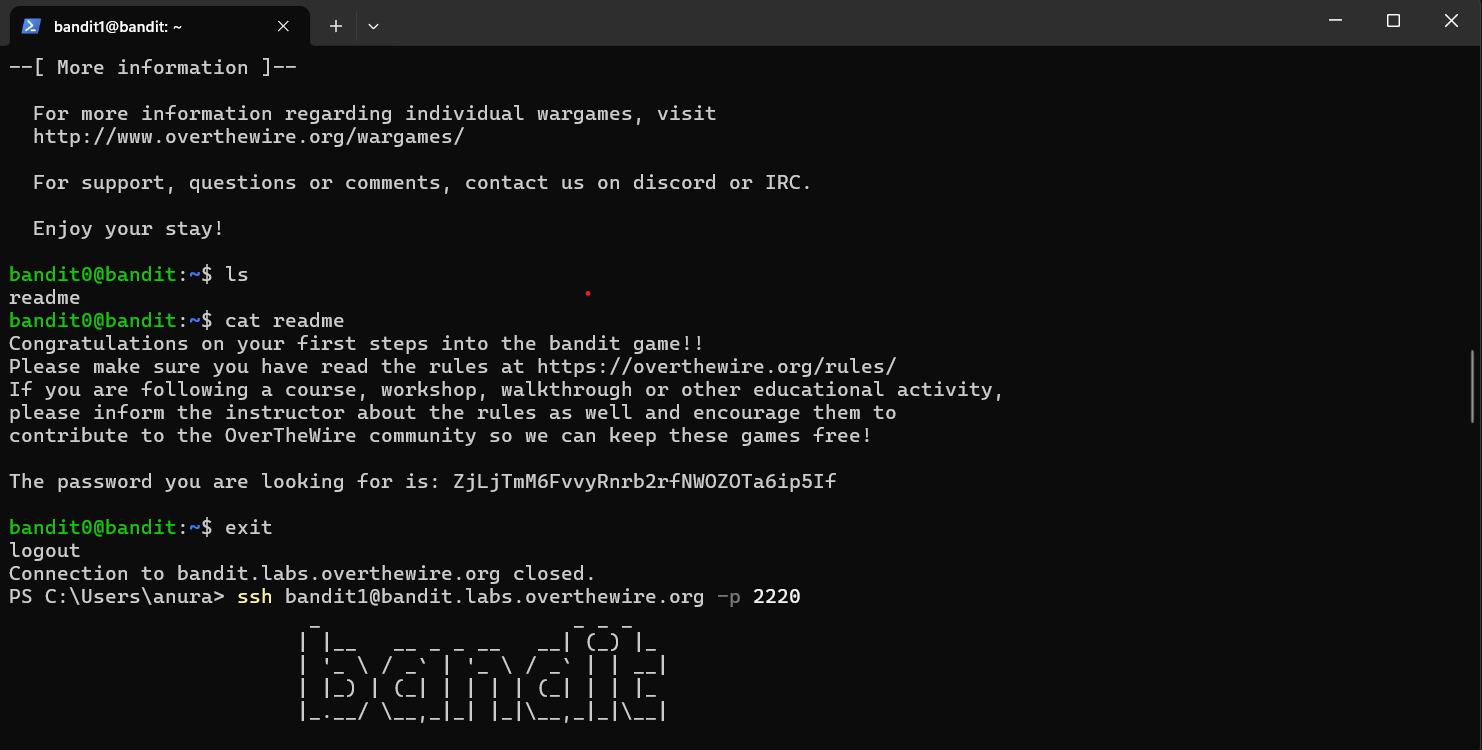 bandit1@bandit: ~
--[ More information ]--
For more information regarding individual wargames, visit
http://www.overthewire.org/wargames/
For support, questions or comments, contact us on discord or IRC.
Enjoy your stay!
bandit0@bandit:~$ ls
readme
bandit0@bandit:~$ cat readme
Congratulations on your first steps into the bandit game!!
Please make sure you have read the rules at https://overthewire.org/rules/
If you are following a course, workshop, walkthrough or other educational activity,
please inform the instructor about the rules as well and encourage them to
contribute to the OverTheWire community so we can keep these games free!
The password you are looking for is: ZjLjTmM6FvvyRnrb2rfNWOZOTa6ip5If
bandit0@bandit:~$ exit
logout
Connection to bandit.labs.overthewire.org closed.
PS C:\Users\anura> ssh bandit1@bandit.labs.overthewire.org -p 2220
bandit